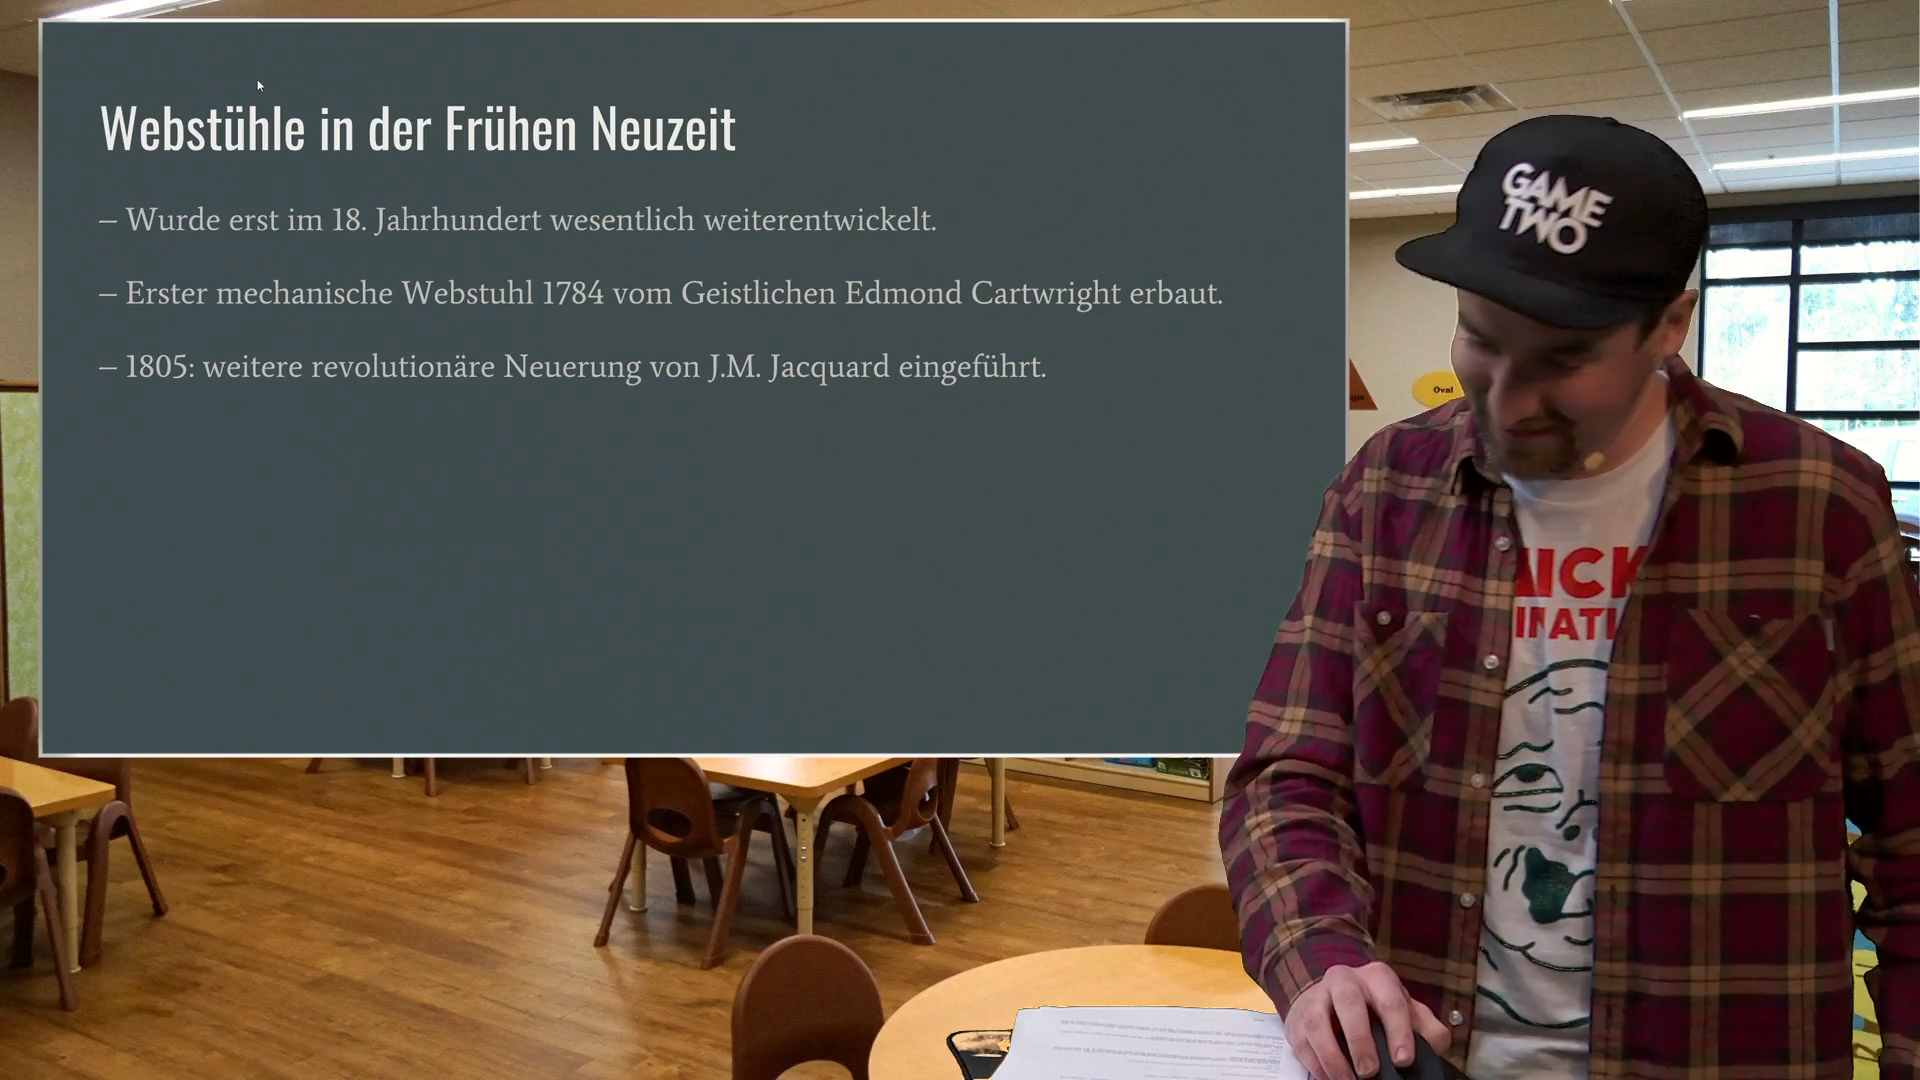 Webstühle in der Frühen Neuzeit
– Wurde erst im 18. Jahrhundert wesentlich weiterentwickelt.
– Erster mechanische Webstuhl 1784 vom Geistlichen Edmond Cartwright erbaut.
– 1805: weitere revolutionäre Neuerung von J.M. Jacquard eingeführt.
GAME
TWO
Oval